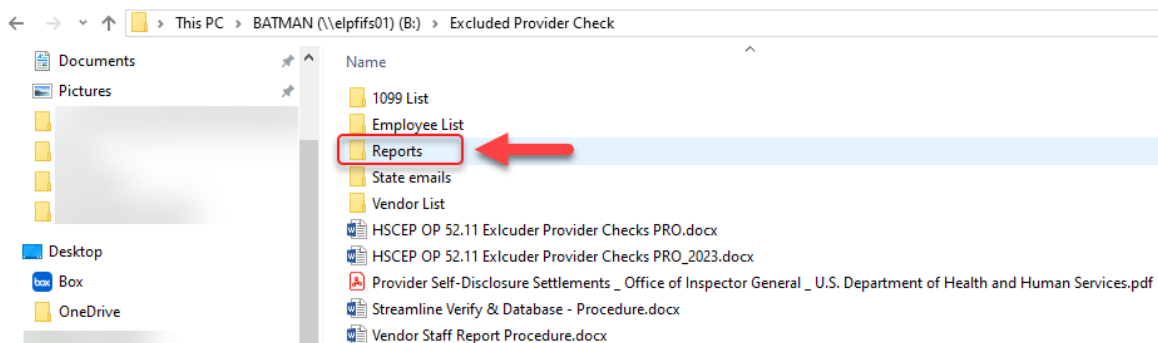 This PC > BATMAN (\\elpfifs01) (B:) > Excluded Provider Check
Documents
Pictures
Desktop
Box
OneDrive
Name
1099 List
Employee List
Reports
State emails
Vendor List
HSCEP OP 52.11 Exlcuder Provider Checks PRO.docx
HSCEP OP 52.11 Exlcuder Provider Checks PRO_2023.docx
Provider Self-Disclosure Settlements _ Office of Inspector General _ U.S. Department of Health and Human Services.pdf
Streamline Verify & Database - Procedure.docx
Vendor Staff Report Procedure.docx